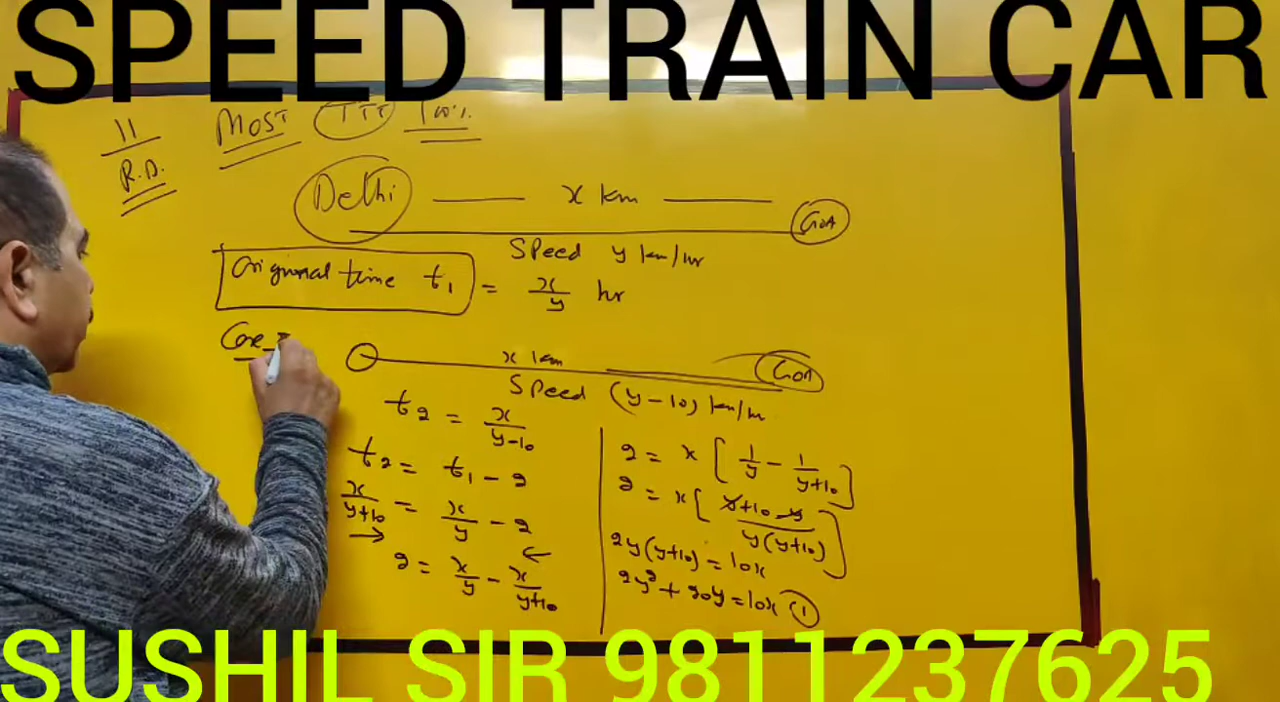 SPEED TRAIN CAR
11
R.D.
MOST TTT 100%
Delhi x km GOA
Speed y km/hr
Original time t₁ = x/y hr
Case
x km GOA
Speed (y-10) km/hr
t₂ = x/y-10
t₂ = t₁ - 2
x/y+10 = x/y - 2
2 = x/y - x/y+10
2 = x[1/y - 1/y+10]
2 = x[y+10-y/y(y+10)]
2y(y+10) = 10x
2y²+20y=10x 1
SUSHIL SIR 9811237625